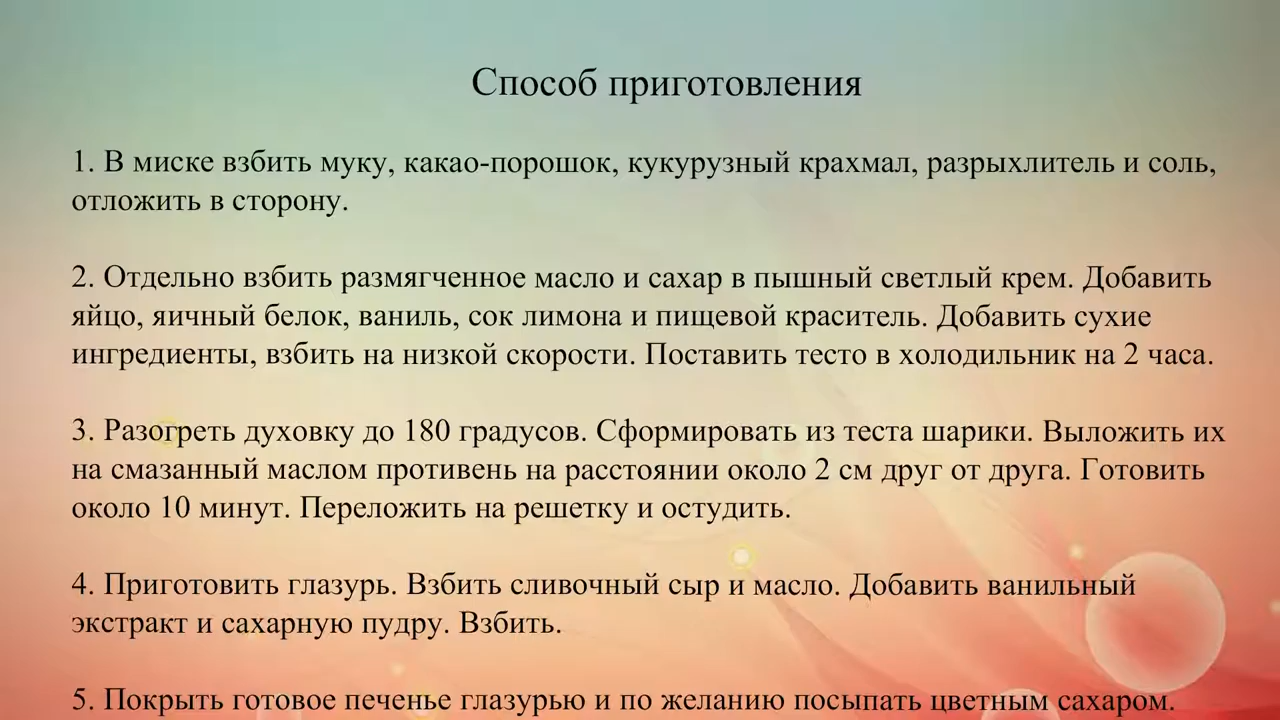 Способ приготовления
1. В миске взбить муку, какао-порошок, кукурузный крахмал, разрыхлитель и соль,
отложить в сторону.
2. Отдельно взбить размягченное масло и сахар в пышный светлый крем. Добавить
яйцо, яичный белок, ваниль, сок лимона и пищевой краситель. Добавить сухие
ингредиенты, взбить на низкой скорости. Поставить тесто в холодильник на 2 часа.
3. Разогреть духовку до 180 градусов. Сформировать из теста шарики. Выложить их
на смазанный маслом противень на расстоянии около 2 см друг от друга. Готовить
около 10 минут. Переложить на решетку и остудить.
4. Приготовить глазурь. Взбить сливочный сыр и масло. Добавить ванильный
экстракт и сахарную пудру. Взбить.
5. Покрыть готовое печенье глазурью и по желанию посыпать цветным сахаром.